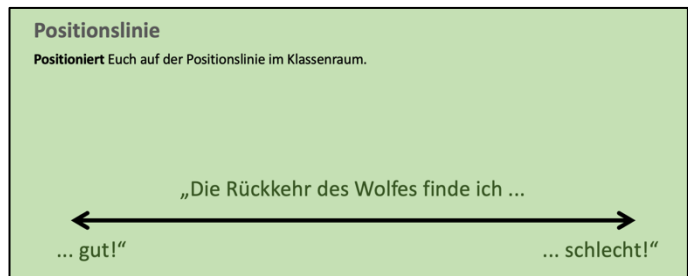 Positionslinie
Positioniert Euch auf der Positionslinie im Klassenraum.
„Die Rückkehr des Wolfes finde ich ...
... gut!“
... schlecht!“